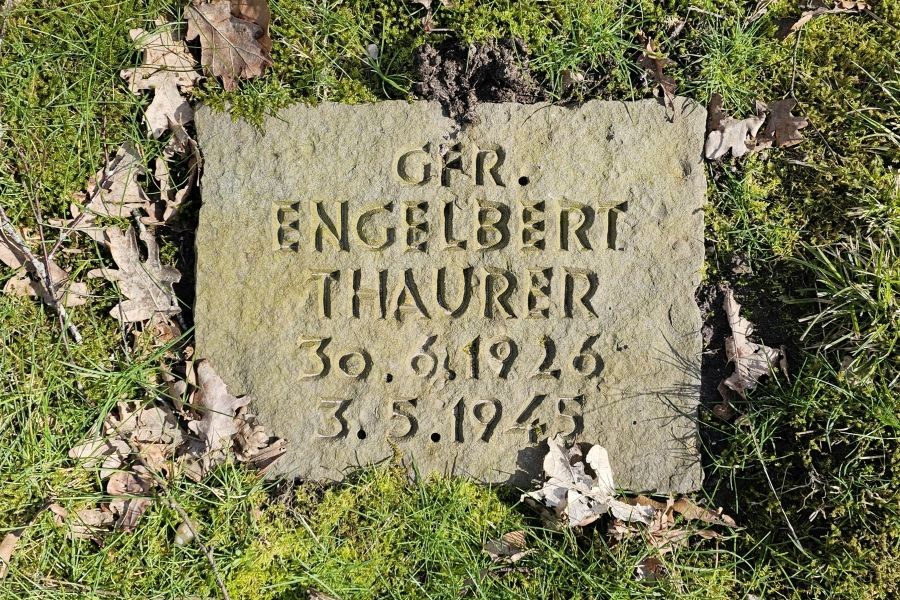 GFR.
ENGELBERT
THAURER
30.6.1926
3.5.1945